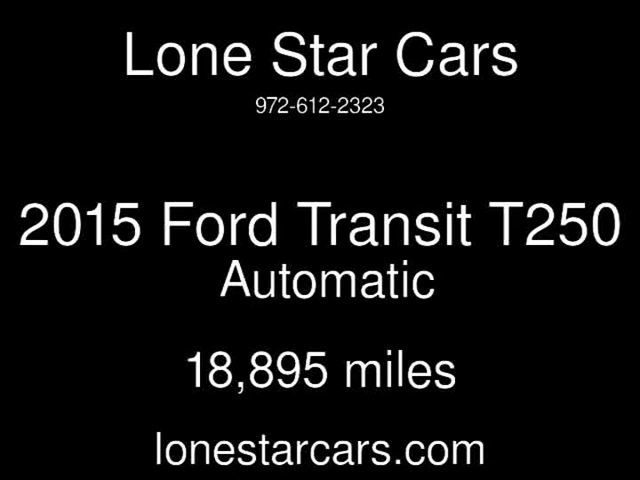 Lone Star Cars
972-612-2323
2015 Ford Transit T250
Automatic
18,895 miles
lonestarcars.com